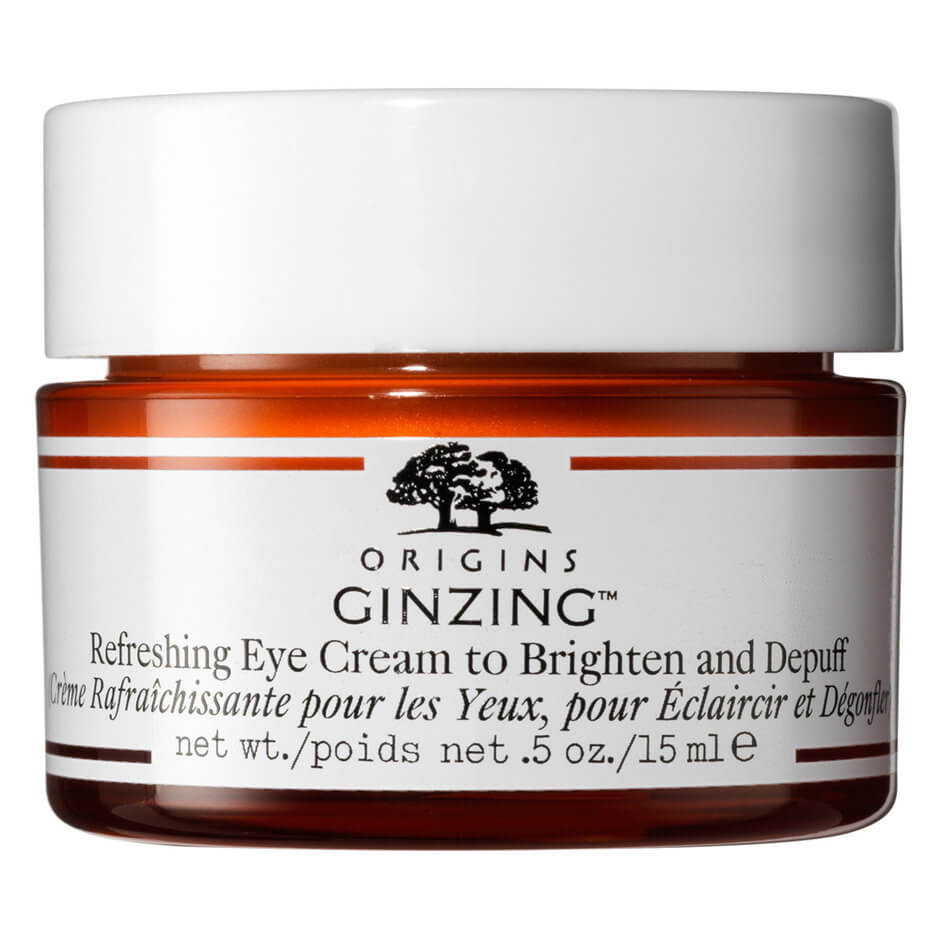 ORIGINS
GINZING™
Refreshing Eye Cream to Brighten and Depuff
Crème Rafraîchissante pour les Yeux, pour Éclaircir et Dégonfler
net wt./poids net .5 oz./15 ml e